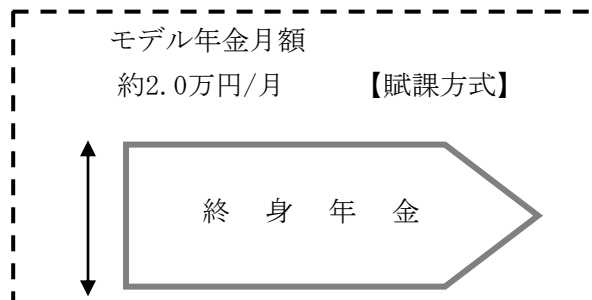 モデル年金月額
約2.0万円/月 【賦課方式】
終 身 年 金